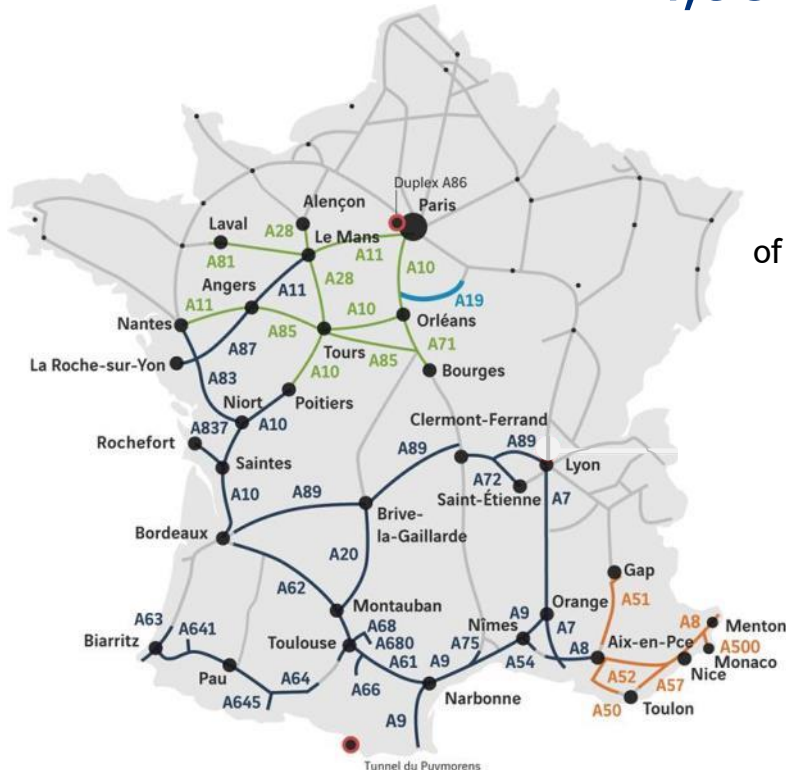 Duplex A86
Alençon
Paris
Laval
A28
Le Mans
A11
A81
A10
of
Angers
A11
A28
A19
A11
A10
Nantes
A85
Orléans
A87
Tours
A85
A71
La Roche-sur-Yon
A10
Bourges
A83
Niort
Poitiers
A837
A10
Clermont-Ferrand
Rochefort
A89
A89
Saintes
Lyon
A72
A10
A89
Saint-Étienne
A7
Brive-
la-Gaillarde
Bordeaux
A20
Gap
A62
Orange
A51
Montauban
A9
A63
A68
Nîmes
A7
A8
Menton
A641
Toulouse
A680
A75
Aix-en-Pce
A500
Biarritz
A61
A9
A54
A8
Monaco
Nice
Pau
A64
A66
A52
A57
A645
Narbonne
A50
Toulon
A9
Tunnel du Puymorens